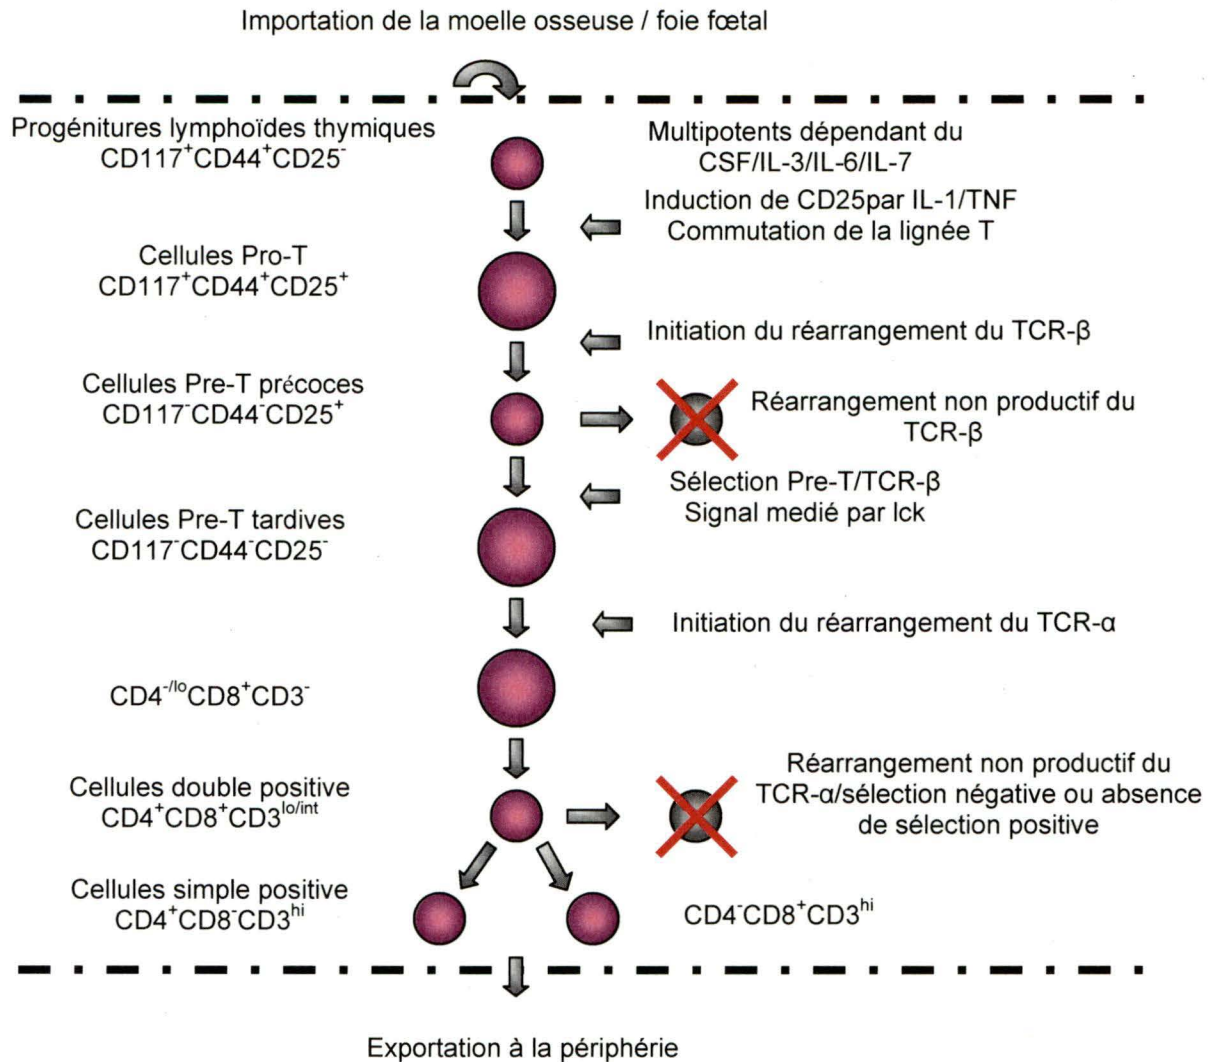 Importation de la moelle osseuse / foie fœtal
Progénitures lymphoïdes thymiques
CD117⁺CD44⁺CD25⁻
Multipotents dépendant du
CSF/IL-3/IL-6/IL-7
Induction de CD25par IL-1/TNF
Commutation de la lignée T
Cellules Pro-T
CD117⁺CD44⁺CD25⁺
Initiation du réarrangement du TCR-β
Cellules Pre-T précoces
CD117⁻CD44⁻CD25⁺
Réarrangement non productif du
TCR-β
Sélection Pre-T/TCR-β
Signal medié par lck
Cellules Pre-T tardives
CD117⁻CD44⁻CD25⁻
Initiation du réarrangement du TCR-α
CD4⁻/ˡᵒCD8⁺CD3⁻
Cellules double positive
CD4⁺CD8⁺CD3ˡᵒ/ⁱⁿᵗ
Réarrangement non productif du
TCR-α/sélection négative ou absence
de sélection positive
Cellules simple positive
CD4⁺CD8⁻CD3ʰⁱ
CD4⁻CD8⁺CD3ʰⁱ
Exportation à la périphérie